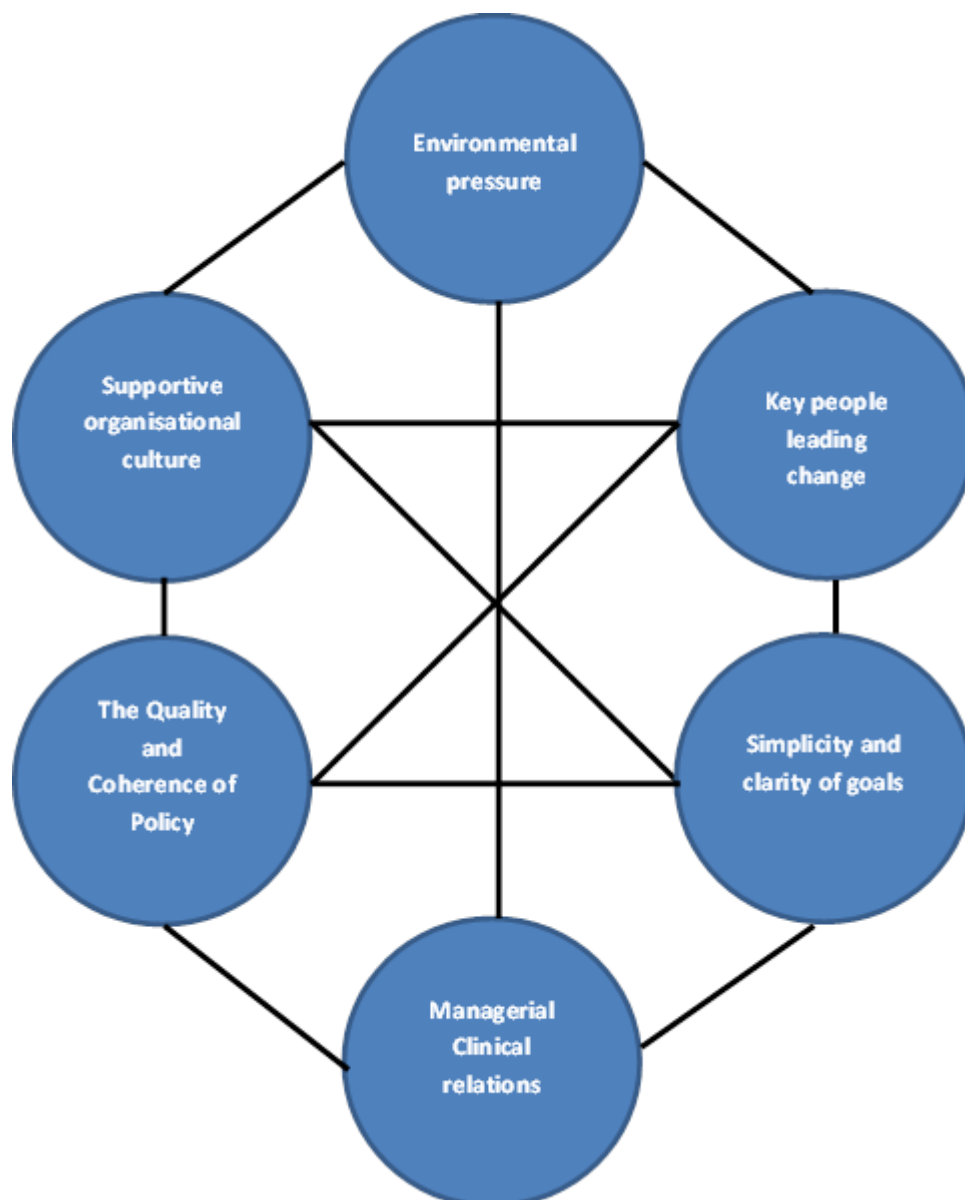 Environmental
pressure
Supportive
organisational
culture
Key people
leading
change
The Quality
and
Coherence of
Policy
Simplicity and
clarity of goals
Managerial
Clinical
relations